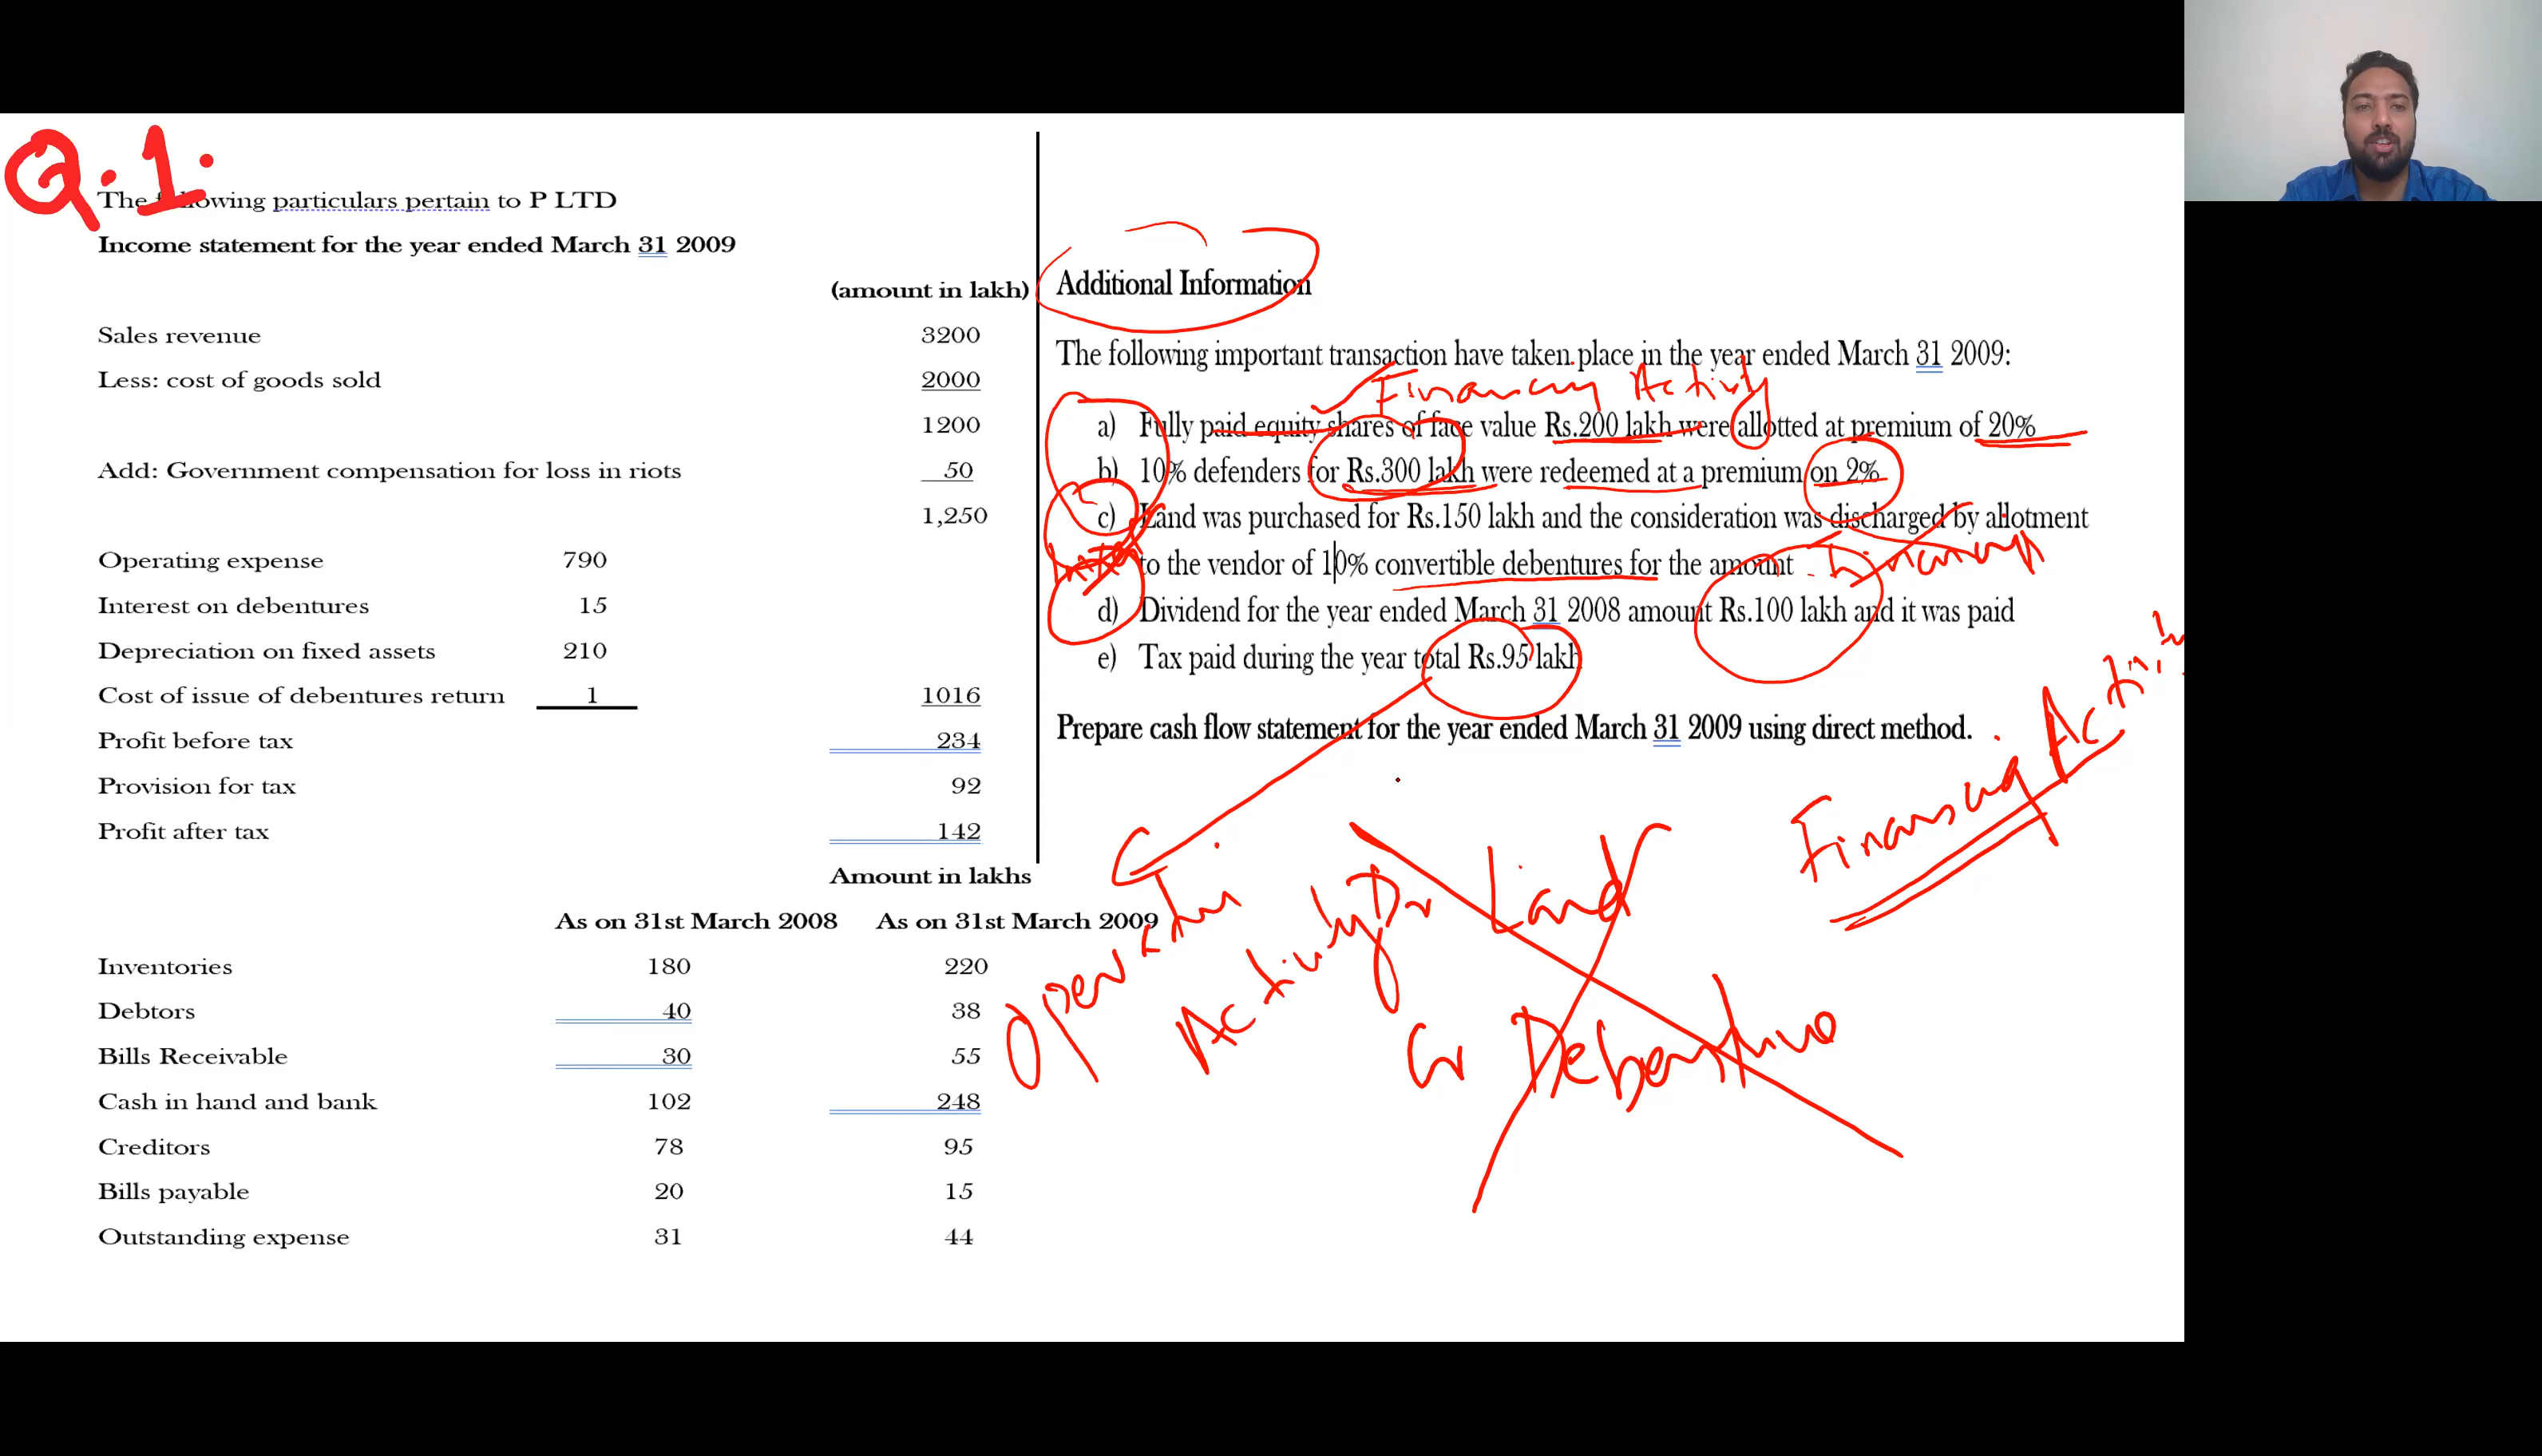 Q.1.
The following particulars pertain to P LTD
Income statement for the year ended March 31 2009
(amount in lakh)
Sales revenue 3200
Less: cost of goods sold 2000
1200
Add: Government compensation for loss in riots 50
1,250
Operating expense 790
Interest on debentures 15
Depreciation on fixed assets 210
Cost of issue of debentures return 1 1016
Profit before tax 234
Provision for tax 92
Profit after tax 142
Amount in lakhs
As on 31st March 2008 As on 31st March 2009
Inventories 180 220
Debtors 40 38
Bills Receivable 30 55
Cash in hand and bank 102 248
Creditors 78 95
Bills payable 20 15
Outstanding expense 31 44
Additional Information
The following important transaction have taken place in the year ended March 31 2009:
Financing Activity
a) Fully paid equity shares of face value Rs.200 lakh were allotted at premium of 20%
b) 10% defenders for Rs.300 lakh were redeemed at a premium on 2%
c) Land was purchased for Rs.150 lakh and the consideration was discharged by allotment
to the vendor of 10% convertible debentures for the amount
Financing
d) Dividend for the year ended March 31 2008 amount Rs.100 lakh and it was paid
e) Tax paid during the year total Rs.95 lakh
Prepare cash flow statement for the year ended March 31 2009 using direct method.
Financing Activity
Operating
Activity
Dr Land
Cr Debenture